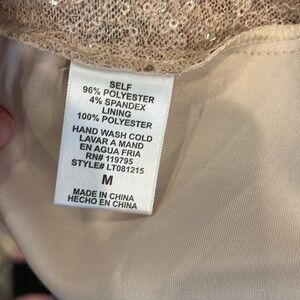 SELF
96% POLYESTER
4% SPANDEX
LINING
100% POLYESTER
HAND WASH COLD
LAVAR A MAND
EN AGUA FRIA
RN# 119795
STYLE# LT081215
M
MADE IN CHINA
HECHO EN CHINA